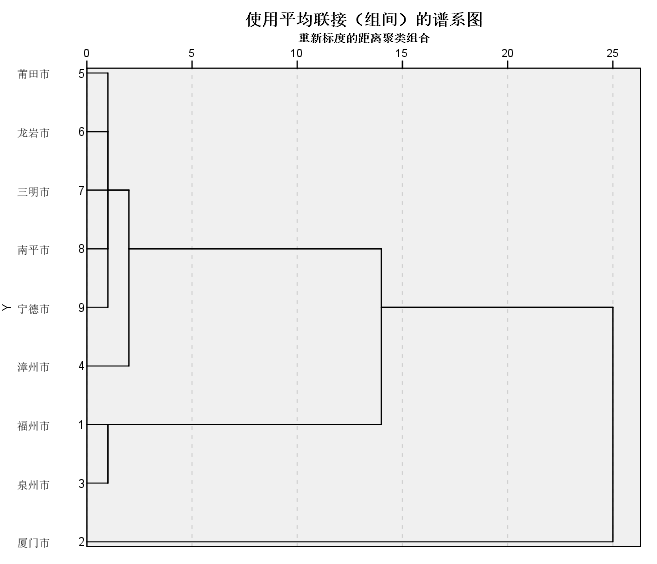 使用平均联接（组间）的谱系图
重新标度的距离聚类组合
0 5 10 15 20 25
莆田市 5
龙岩市 6
三明市 7
南平市 8
Y
宁德市 9
漳州市 4
福州市 1
泉州市 3
厦门市 2